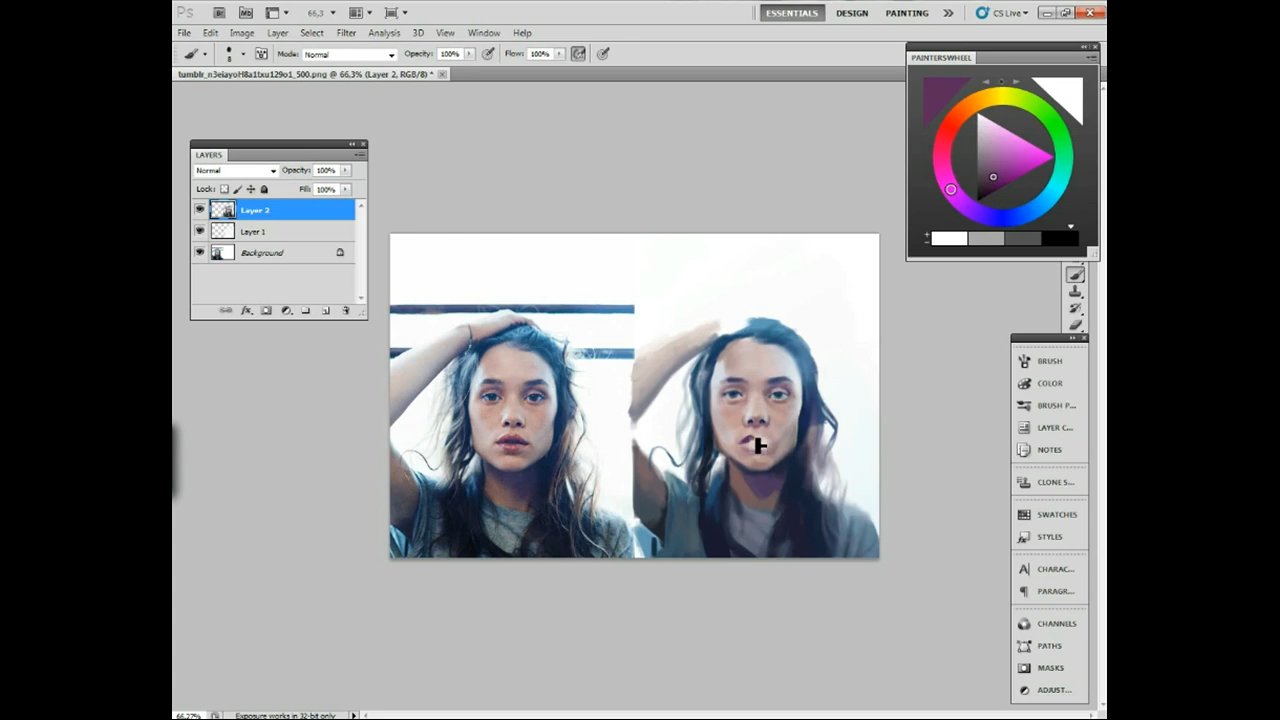 Ps Br Mb 66,3 ESSENTIALS DESIGN PAINTING CS Live
File Edit Image Layer Select Filter Analysis 3D View Window Help
Mode: Normal Opacity: 100% Flow: 100%
tumblr_n3eiayoH8a1txu129o1_500.png @ 66,3% (Layer 2, RGB/8) *
PAINTERSWHEEL
LAYERS
Normal Opacity: 100%
Lock: Fill: 100%
Layer 2
Layer 1
Background
fx
BRUSH
COLOR
BRUSH P...
LAYER C...
NOTES
CLONE S...
SWATCHES
STYLES
CHARAC...
PARAGR...
CHANNELS
PATHS
MASKS
ADJUST...
66,27% Exposure works in 32-bit only